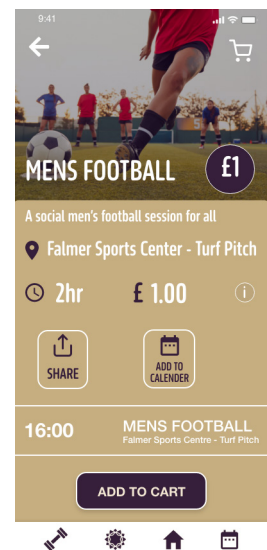 9:41
MENS FOOTBALL
£1
A social men's football session for all
Falmer Sports Center - Turf Pitch
2hr
£ 1.00
i
SHARE
ADD TO
CALENDER
16:00
MENS FOOTBALL
Falmer Sports Centre - Turf Pitch
ADD TO CART